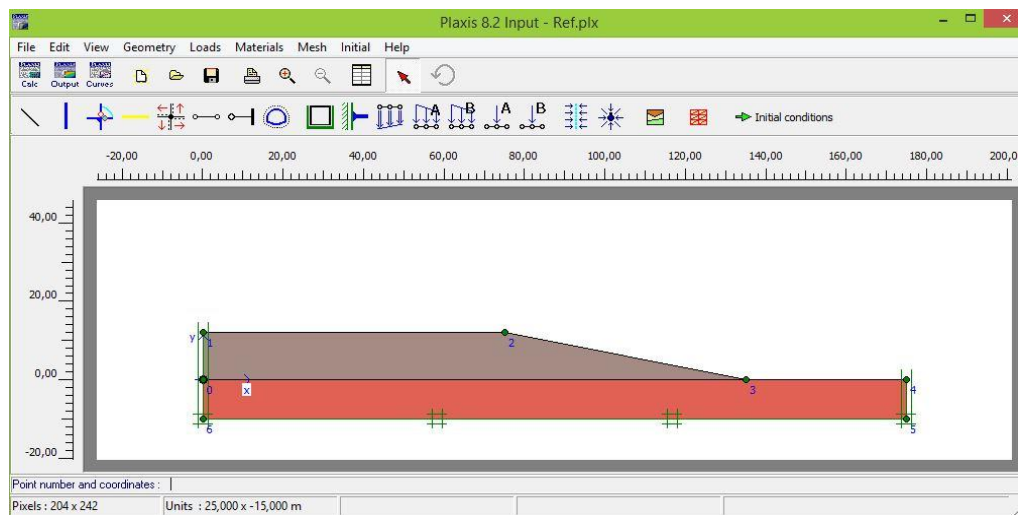 Plaxis 8.2 Input - Ref.plx
File Edit View Geometry Loads Materials Mesh Initial Help
Calc Output Curves
A B A B Initial conditions
-20,00 0,00 20,00 40,00 60,00 80,00 100,00 120,00 140,00 160,00 180,00 200,0
40,00
20,00
y 1 2
0,00
0 x 3 4
6 5
-20,00
Point number and coordinates :
Pixels : 204 x 242 Units : 25,000 x -15,000 m